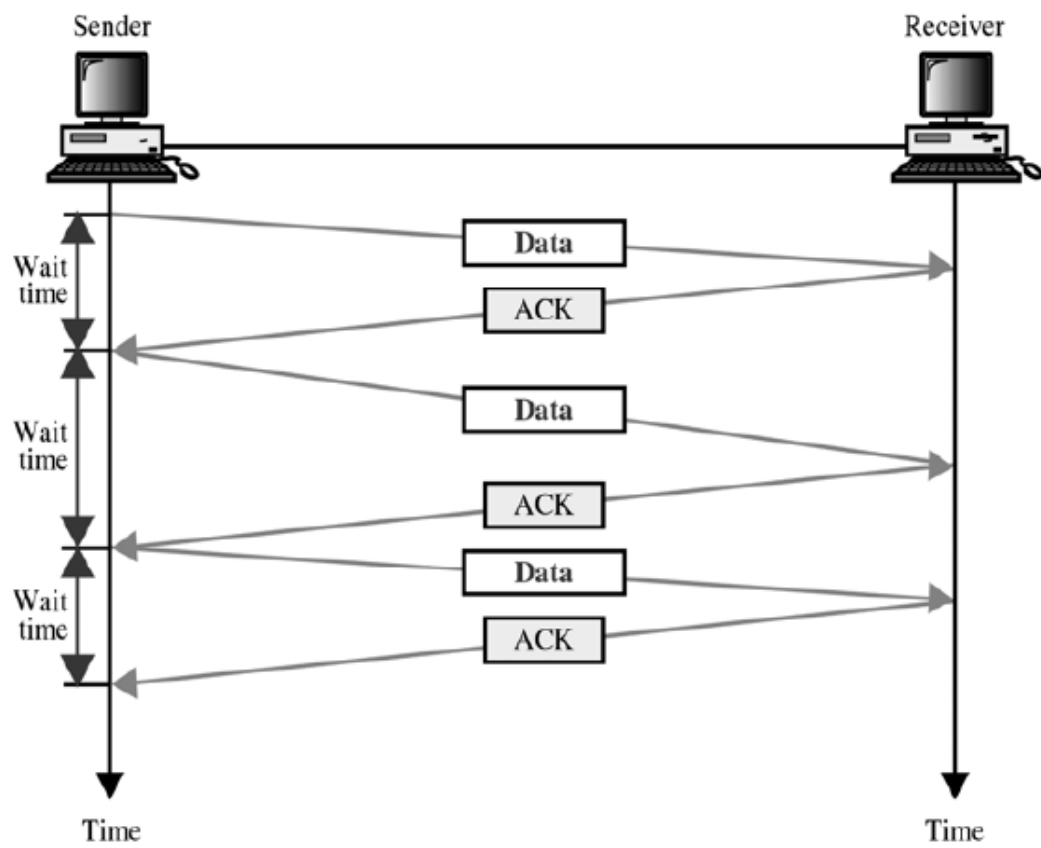 Sender
Receiver
Data
Wait
time
ACK
Data
Wait
time
ACK
Data
Wait
time
ACK
Time
Time